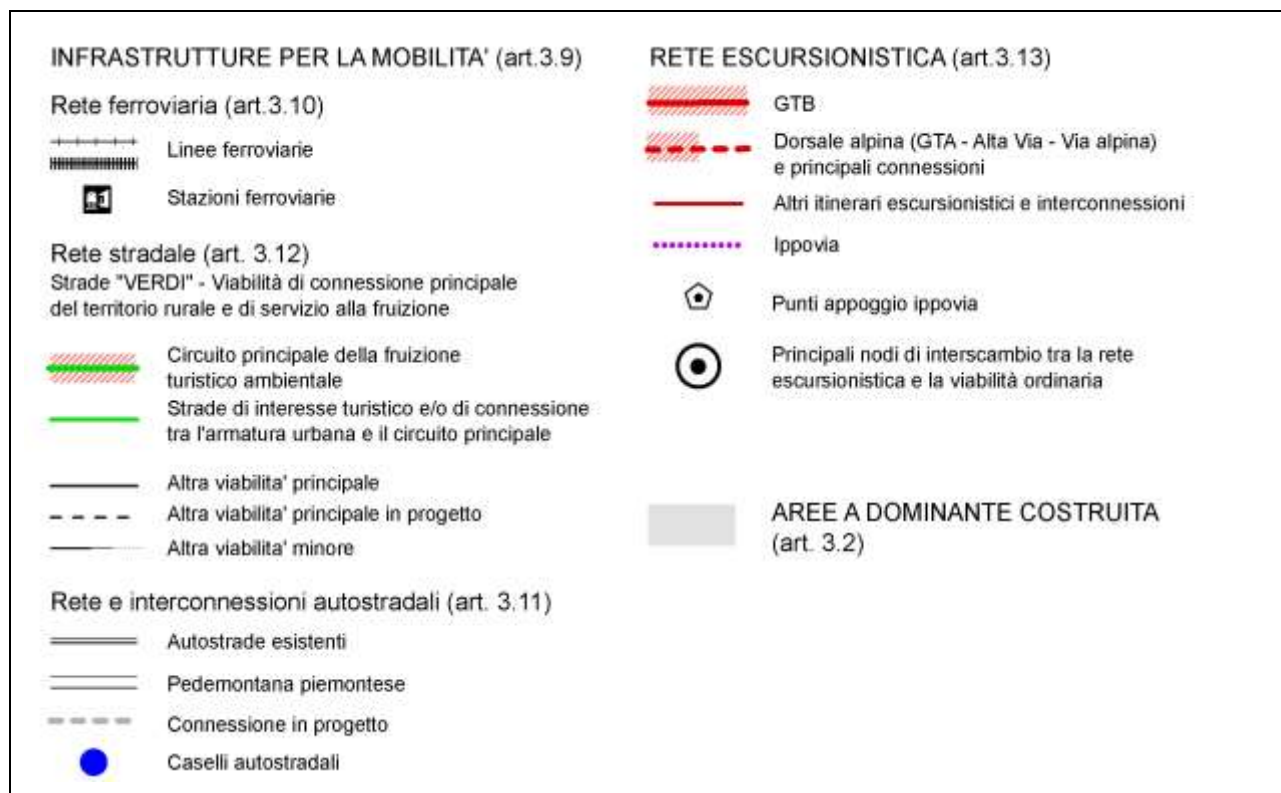 INFRASTRUTTURE PER LA MOBILITA' (art.3.9)
Rete ferroviaria (art.3.10)
Linee ferroviarie
Stazioni ferroviarie
Rete stradale (art. 3.12)
Strade "VERDI" - Viabilità di connessione principale
del territorio rurale e di servizio alla fruizione
Circuito principale della fruizione
turistico ambientale
Strade di interesse turistico e/o di connessione
tra l'armatura urbana e il circuito principale
Altra viabilita' principale
Altra viabilita' principale in progetto
Altra viabilita' minore
Rete e interconnessioni autostradali (art. 3.11)
Autostrade esistenti
Pedemontana piemontese
Connessione in progetto
Caselli autostradali
RETE ESCURSIONISTICA (art.3.13)
GTB
Dorsale alpina (GTA - Alta Via - Via alpina)
e principali connessioni
Altri itinerari escursionistici e interconnessioni
Ippovia
Punti appoggio ippovia
Principali nodi di interscambio tra la rete
escursionistica e la viabilità ordinaria
AREE A DOMINANTE COSTRUITA
(art. 3.2)